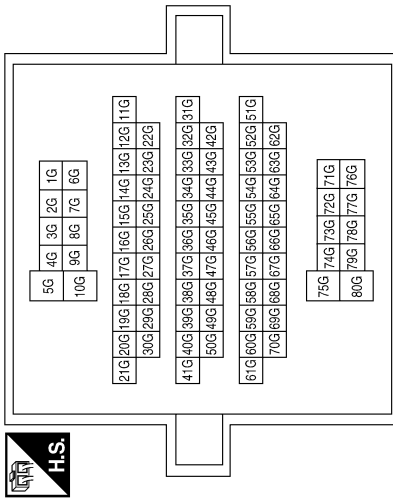 H.S.
5G 4G 3G 2G 1G
10G 9G 8G 7G 6G
21G 20G 19G 18G 17G 16G 15G 14G 13G 12G 11G
30G 29G 28G 27G 26G 25G 24G 23G 22G
41G 40G 39G 38G 37G 36G 35G 34G 33G 32G 31G
50G 49G 48G 47G 46G 45G 44G 43G 42G
61G 60G 59G 58G 57G 56G 55G 54G 53G 52G 51G
70G 69G 68G 67G 66G 65G 64G 63G 62G
75G 74G 73G 72G 71G
80G 79G 78G 77G 76G